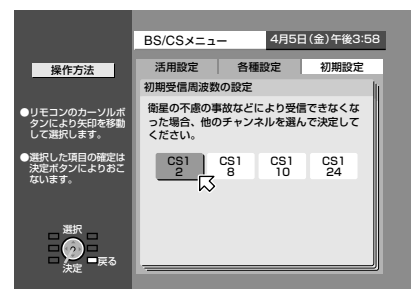 BS/CSメニュー
4月5日(金)午後3:58
操作方法
活用設定
各種設定
初期設定
初期受信周波数の設定
●リモコンのカーソルボ
タンにより矢印を移動
して選択します。
●選択した項目の確定は
決定ボタンによりおこ
ないます。
衛星の不慮の事故などにより受信できなくな
った場合、他のチャンネルを選んで決定して
ください。
CS1
2
CS1
8
CS1
10
CS1
24
選択
戻る
決定